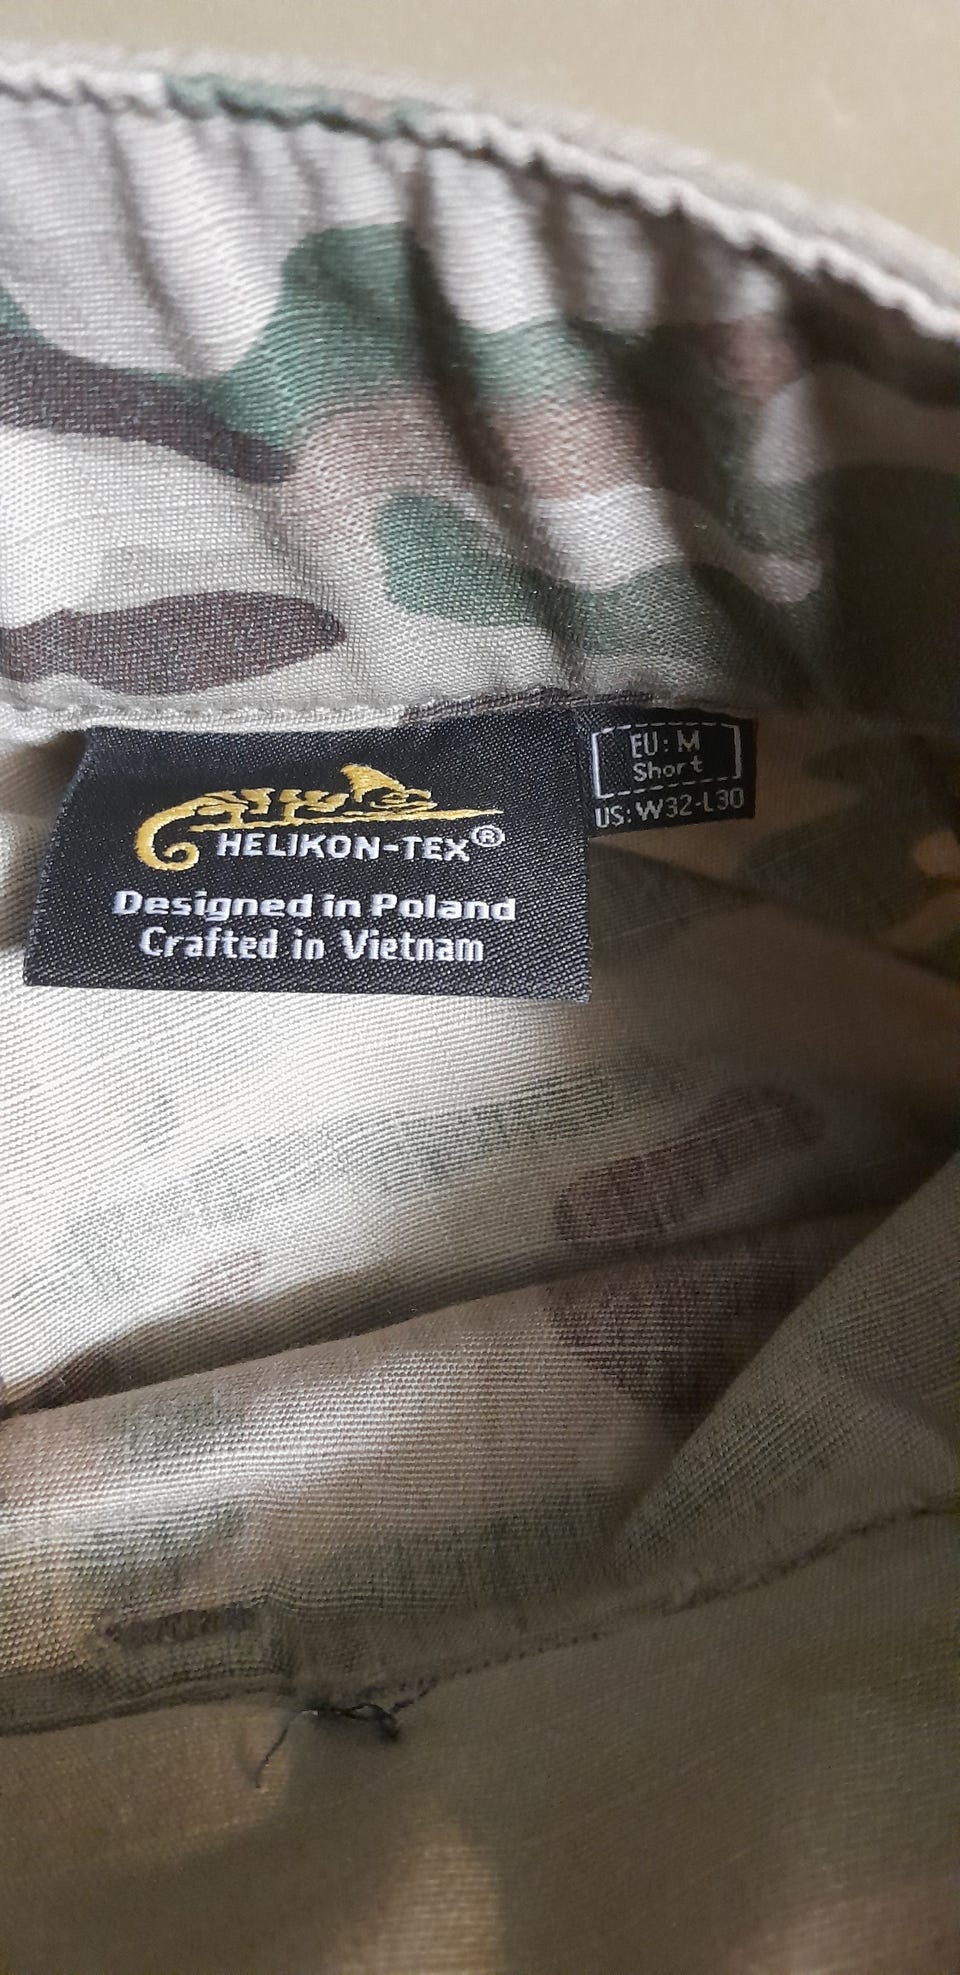 HELIKON-TEX®
Designed in Poland
Crafted in Vietnam
EU: M
Short
US: W32-L30